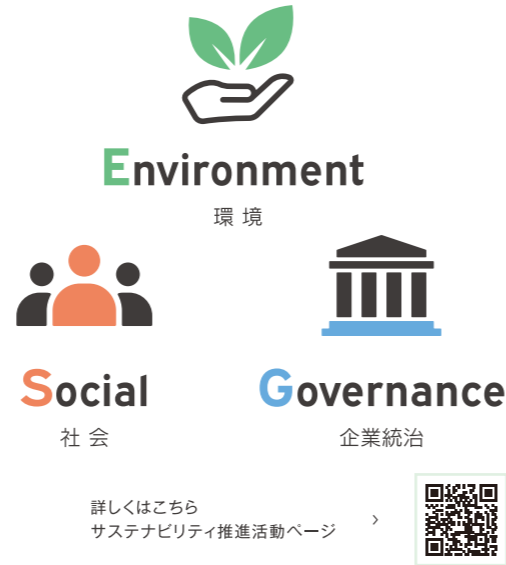 Environment
環境
Social
社会
Governance
企業統治
詳しくはこちら
サステナビリティ推進活動ページ